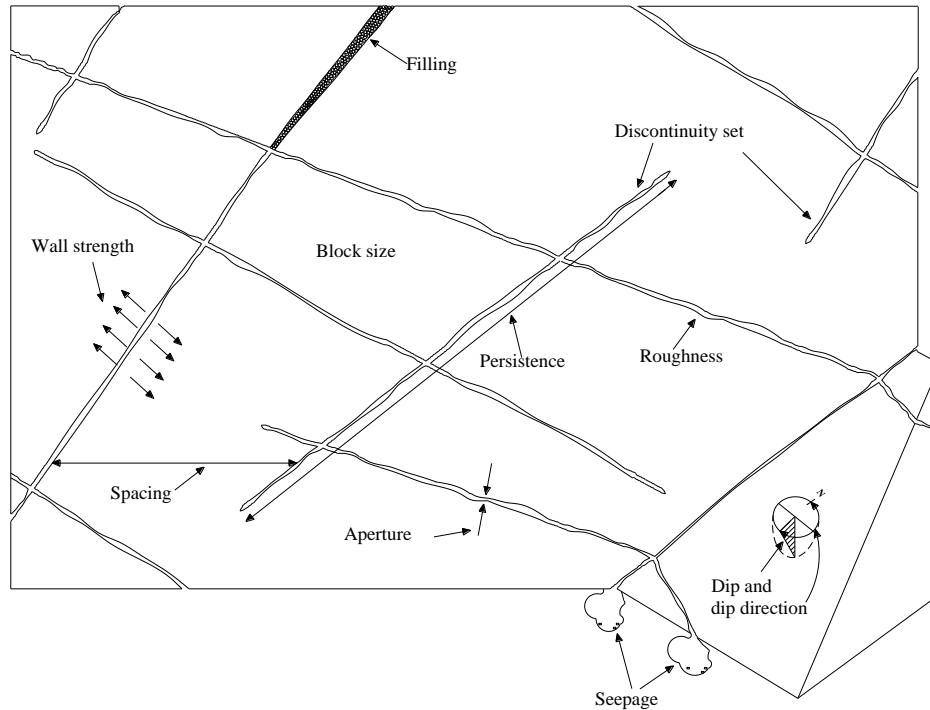 Filling
Discontinuity set
Wall strength
Block size
Persistence
Roughness
Spacing
Aperture
N
Dip and
dip direction
Seepage